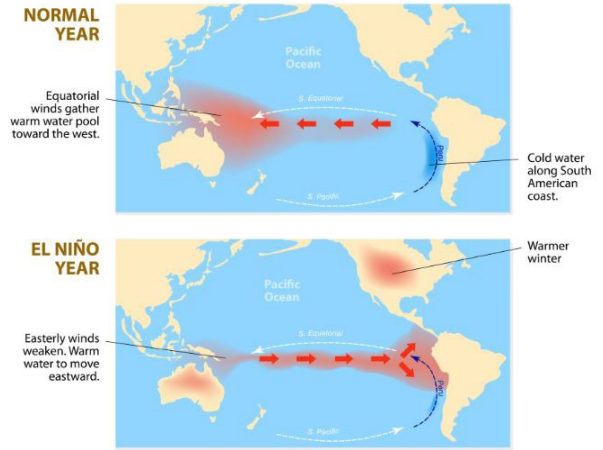 NORMAL
YEAR
Pacific
Ocean
Equatorial
winds gather
warm water pool
toward the west.
S. Equatorial
Peru
Cold water
along South
American
coast.
S. Pacific
EL NIÑO
YEAR
Warmer
winter
Pacific
Ocean
S. Equatorial
Easterly winds
weaken. Warm
water to move
eastward.
Peru
S. Pacific